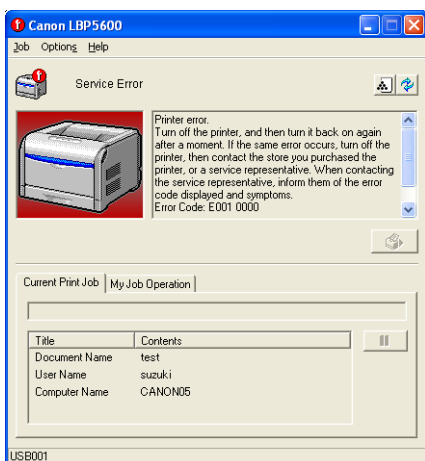 Canon LBP5600
Job Options Help
Service Error
Printer error.
Turn off the printer, and then turn it back on again
after a moment. If the same error occurs, turn off the
printer, then contact the store you purchased the
printer, or a service representative. When contacting
the service representative, inform them of the error
code displayed and symptoms.
Error Code: E001 0000
Current Print Job My Job Operation
Title Contents
Document Name test
User Name suzuki
Computer Name CANON05
USB001